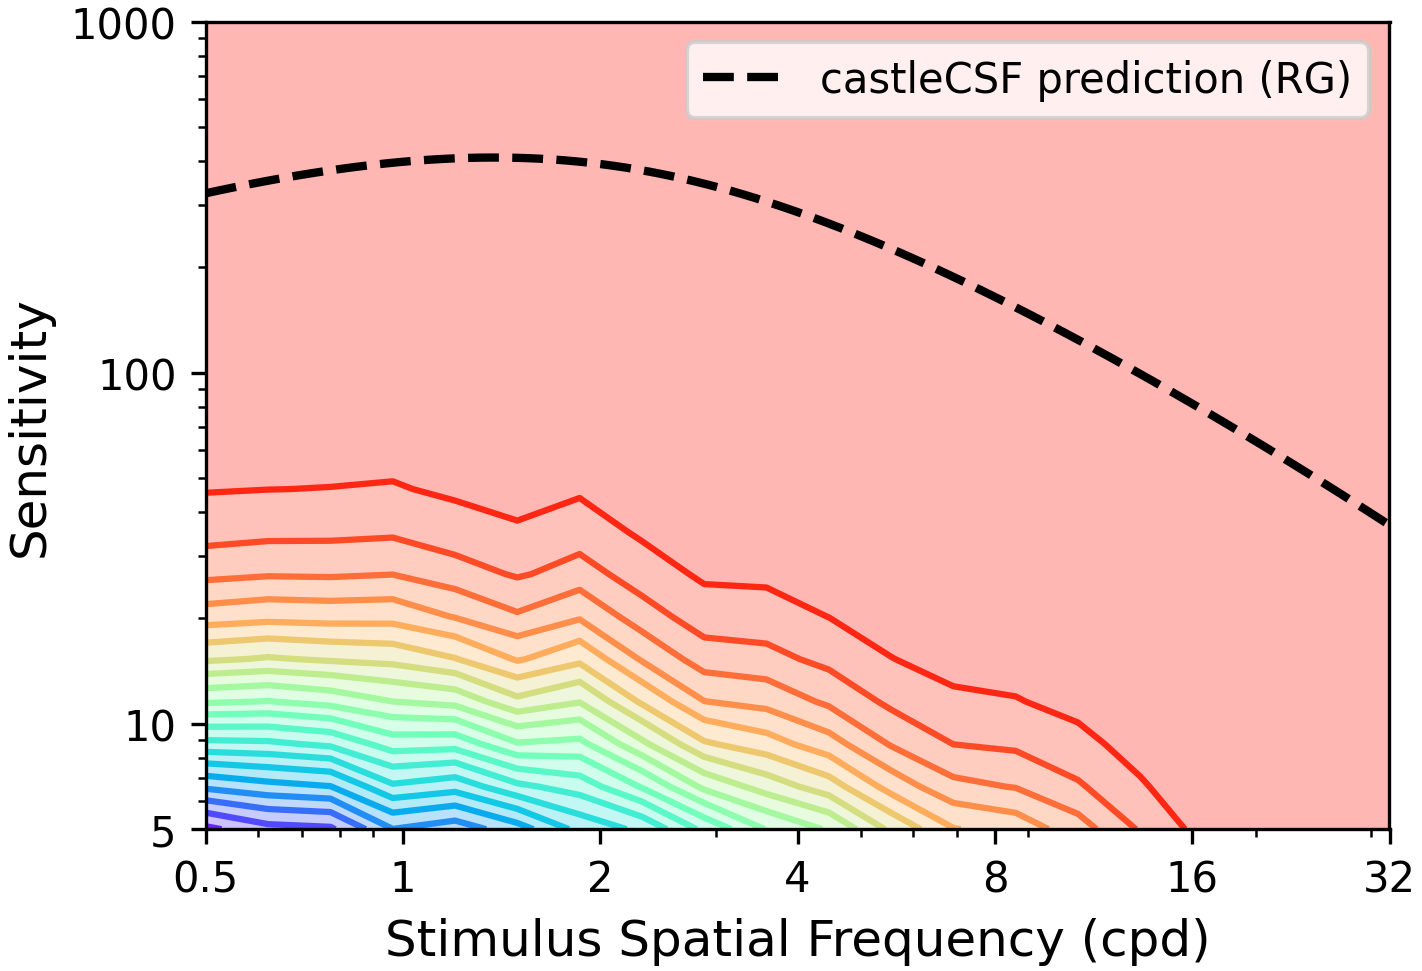 1000
castleCSF prediction (RG)
100
Sensitivity
10
5
0.5 1 2 4 8 16 32
Stimulus Spatial Frequency (cpd)